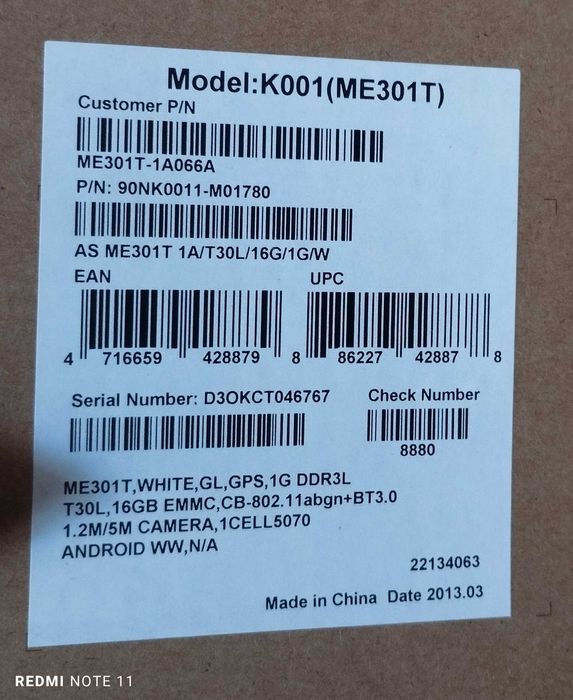 Model:K001(ME301T)
Customer P/N
ME301T-1A066A
P/N: 90NK0011-M01780
AS ME301T 1A/T30L/16G/1G/W
EAN UPC
4 716659 428879 8 86227 42887 8
Serial Number: D3OKCT046767 Check Number
8880
ME301T,WHITE,GL,GPS,1G DDR3L
T30L,16GB EMMC,CB-802.11abgn+BT3.0
1.2M/5M CAMERA,1CELL5070
ANDROID WW,N/A
22134063
Made in China Date 2013.03
REDMI NOTE 11